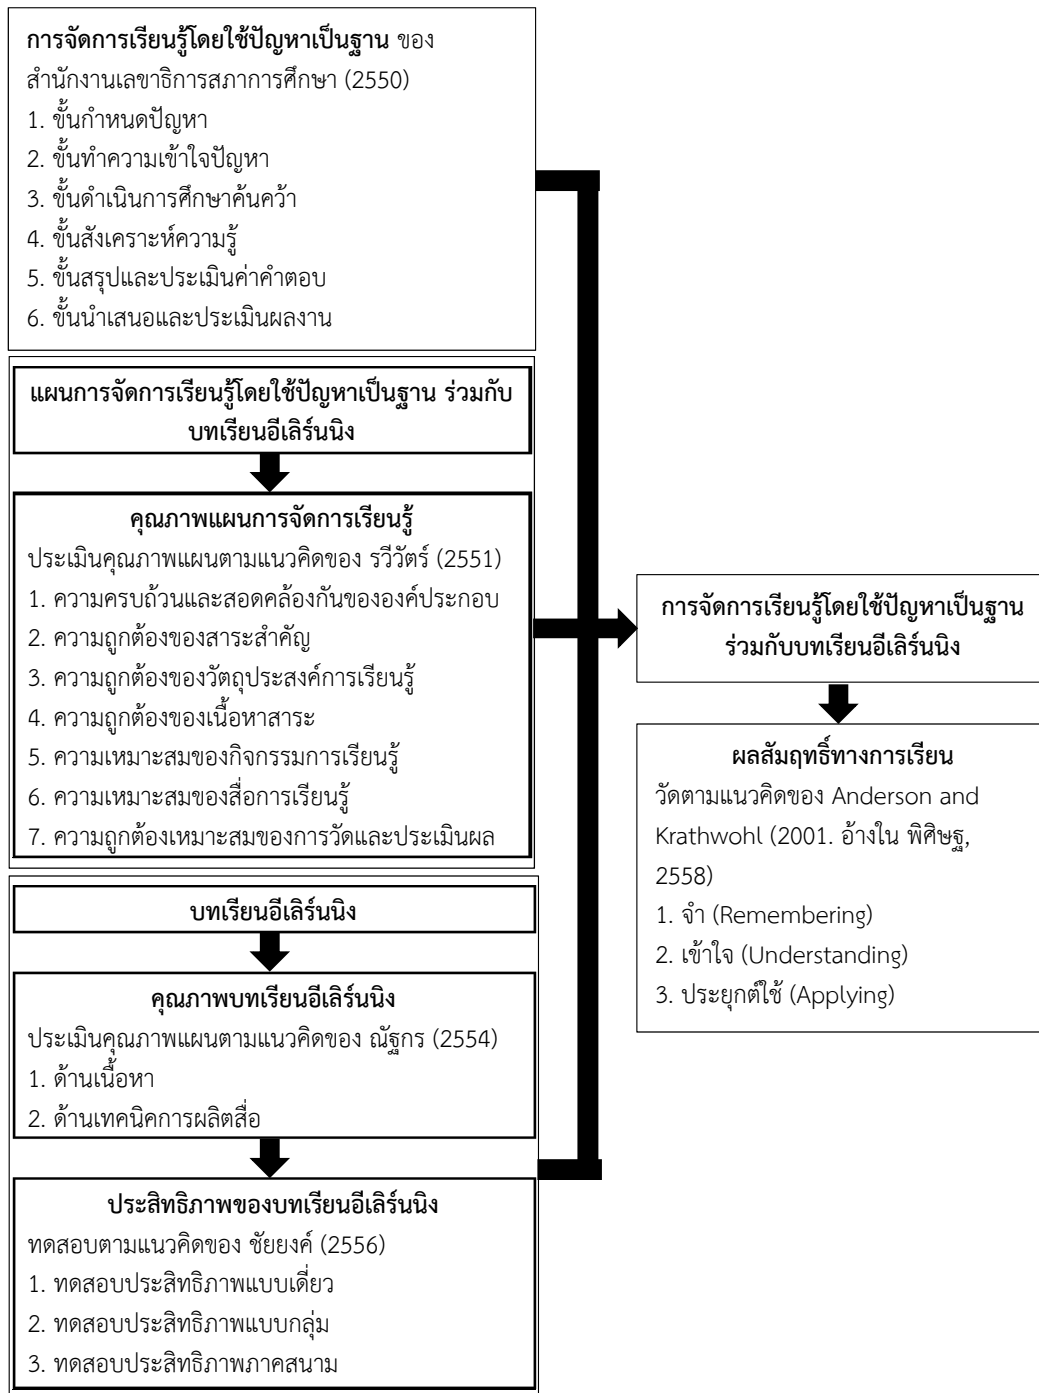 การจัดการเรียนรู้โดยใช้ปัญหาเป็นฐาน ของ
สำนักงานเลขาธิการสภาการศึกษา (2550)
1. ขั้นกำหนดปัญหา
2. ขั้นทำความเข้าใจปัญหา
3. ขั้นดำเนินการศึกษาค้นคว้า
4. ขั้นสังเคราะห์ความรู้
5. ขั้นสรุปและประเมินค่าคำตอบ
6. ขั้นนำเสนอและประเมินผลงาน
แผนการจัดการเรียนรู้โดยใช้ปัญหาเป็นฐาน ร่วมกับ
บทเรียนอีเลิร์นนิง
คุณภาพแผนการจัดการเรียนรู้
ประเมินคุณภาพแผนตามแนวคิดของ รวีวัตร์ (2551)
1. ความครบถ้วนและสอดคล้องกันขององค์ประกอบ
2. ความถูกต้องของสาระสำคัญ
3. ความถูกต้องของวัตถุประสงค์การเรียนรู้
4. ความถูกต้องของเนื้อหาสาระ
5. ความเหมาะสมของกิจกรรมการเรียนรู้
6. ความเหมาะสมของสื่อการเรียนรู้
7. ความถูกต้องเหมาะสมของการวัดและประเมินผล
บทเรียนอีเลิร์นนิง
คุณภาพบทเรียนอีเลิร์นนิง
ประเมินคุณภาพแผนตามแนวคิดของ ณัฐกร (2554)
1. ด้านเนื้อหา
2. ด้านเทคนิคการผลิตสื่อ
ประสิทธิภาพของบทเรียนอีเลิร์นนิง
ทดสอบตามแนวคิดของ ชัยยงค์ (2556)
1. ทดสอบประสิทธิภาพแบบเดี่ยว
2. ทดสอบประสิทธิภาพแบบกลุ่ม
3. ทดสอบประสิทธิภาพภาคสนาม
การจัดการเรียนรู้โดยใช้ปัญหาเป็นฐาน
ร่วมกับบทเรียนอีเลิร์นนิง
ผลสัมฤทธิ์ทางการเรียน
วัดตามแนวคิดของ Anderson and
Krathwohl (2001. อ้างใน พิศิษฐ,
2558)
1. จำ (Remembering)
2. เข้าใจ (Understanding)
3. ประยุกต์ใช้ (Applying)